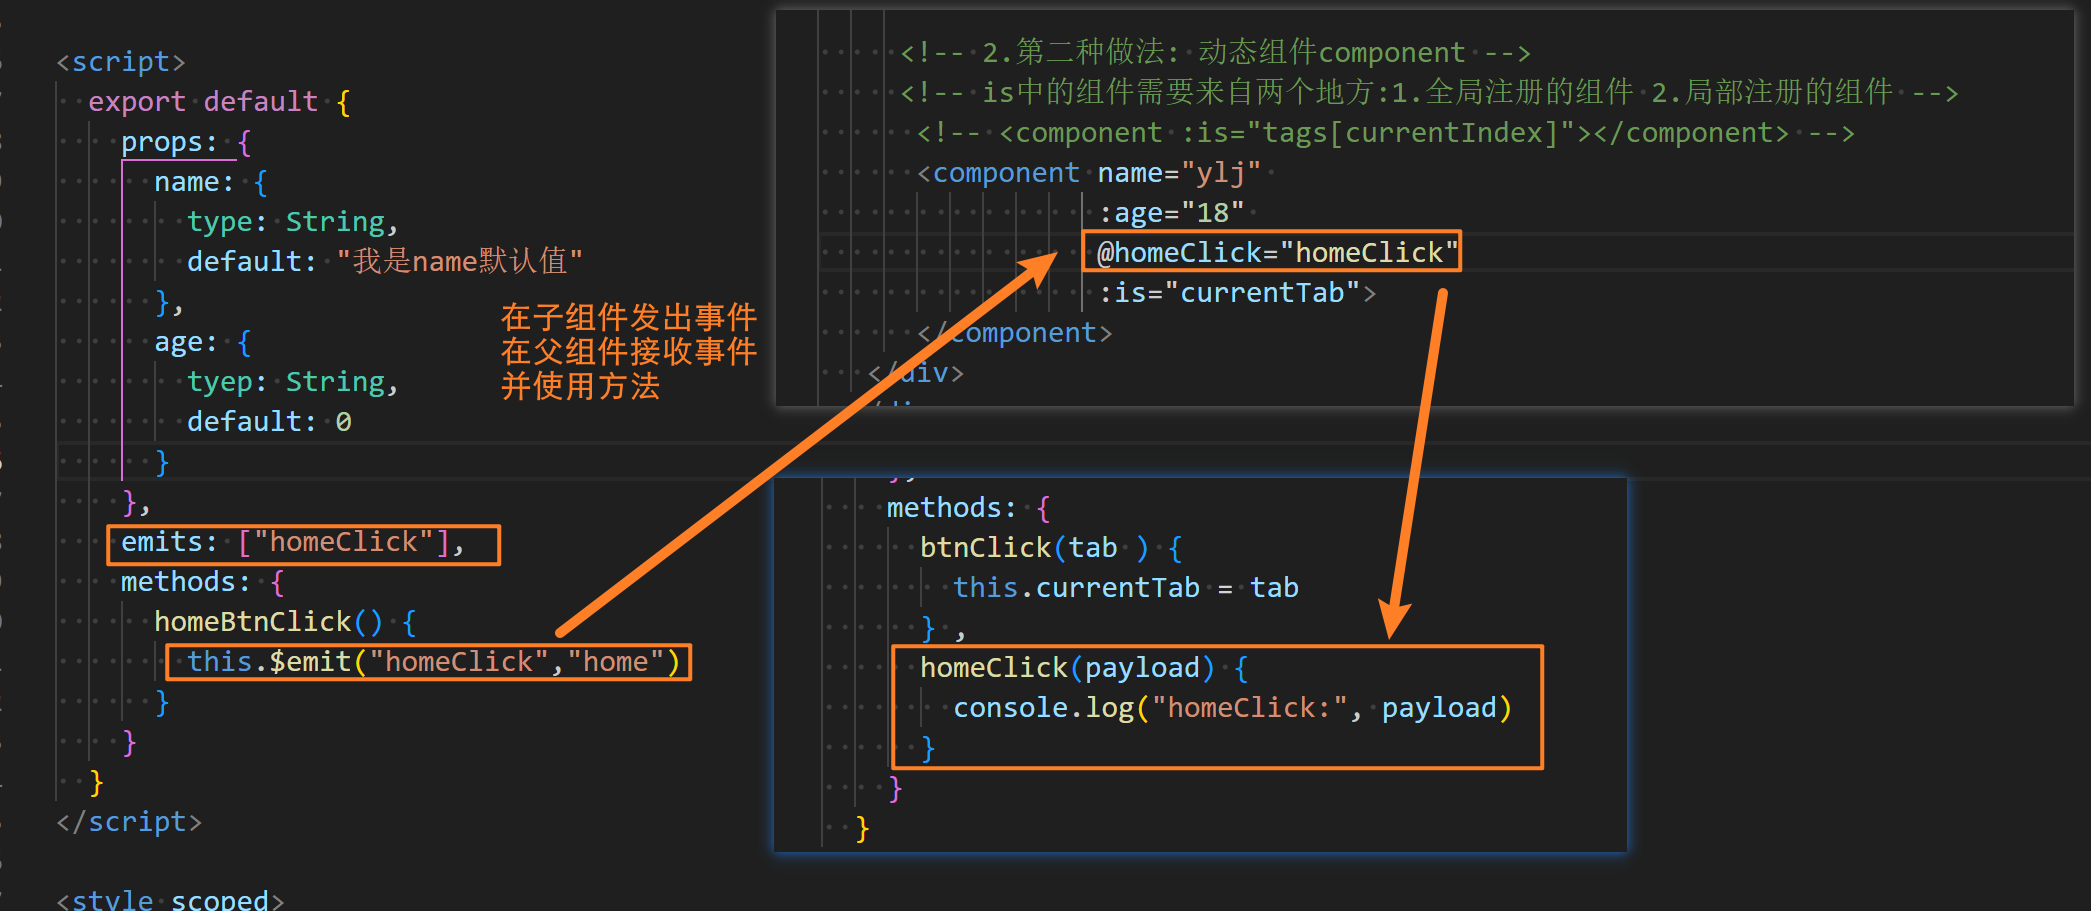 <script>
export default {
props: {
name: {
type: String,
default: "我是name默认值"
},
age: {
tyep: String,
default: 0
}
},
emits: ["homeClick"],
methods: {
homeBtnClick() {
this.$emit("homeClick","home")
}
}
}
</script>
<style scoped>
在子组件发出事件
在父组件接收事件
并使用方法
<!-- 2.第二种做法: 动态组件component -->
<!-- is中的组件需要来自两个地方:1.全局注册的组件 2.局部注册的组件 -->
<!-- <component :is="tags[currentIndex]"></component> -->
<component name="ylj"
:age="18"
@homeClick="homeClick"
:is="currentTab">
</component>
</div>
methods: {
btnClick(tab ) {
this.currentTab = tab
} ,
homeClick(payload) {
console.log("homeClick:", payload)
}
}
}